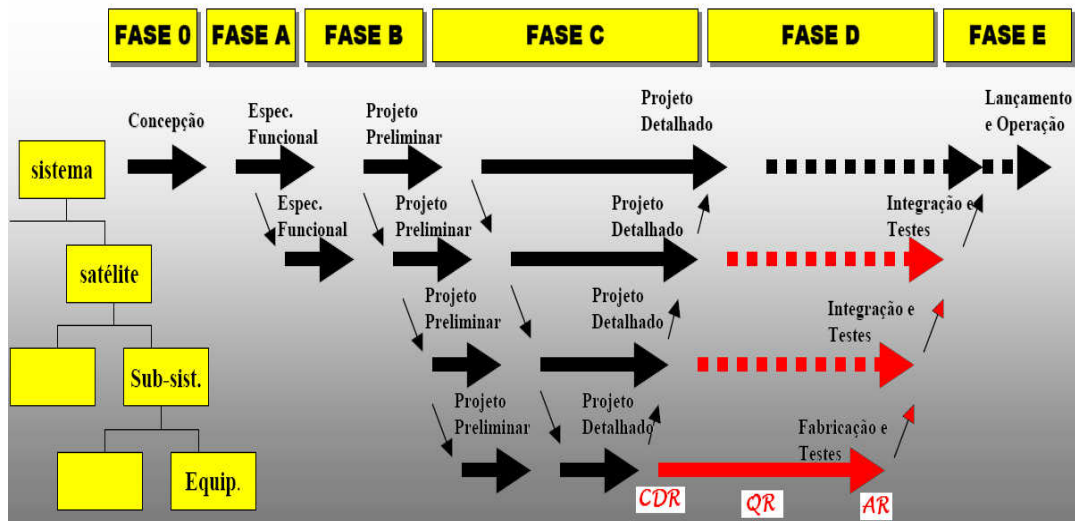 FASE 0
FASE A
FASE B
FASE C
FASE D
FASE E
Concepção
Espec.
Funcional
Projeto
Preliminar
Projeto
Detalhado
Lançamento
e Operação
sistema
Espec.
Funcional
Projeto
Preliminar
Projeto
Detalhado
Integração e
Testes
satélite
Projeto
Preliminar
Projeto
Detalhado
Integração e
Testes
Sub-sist.
Projeto
Preliminar
Projeto
Detalhado
Fabricação e
Testes
Equip.
CDR
QR
AR